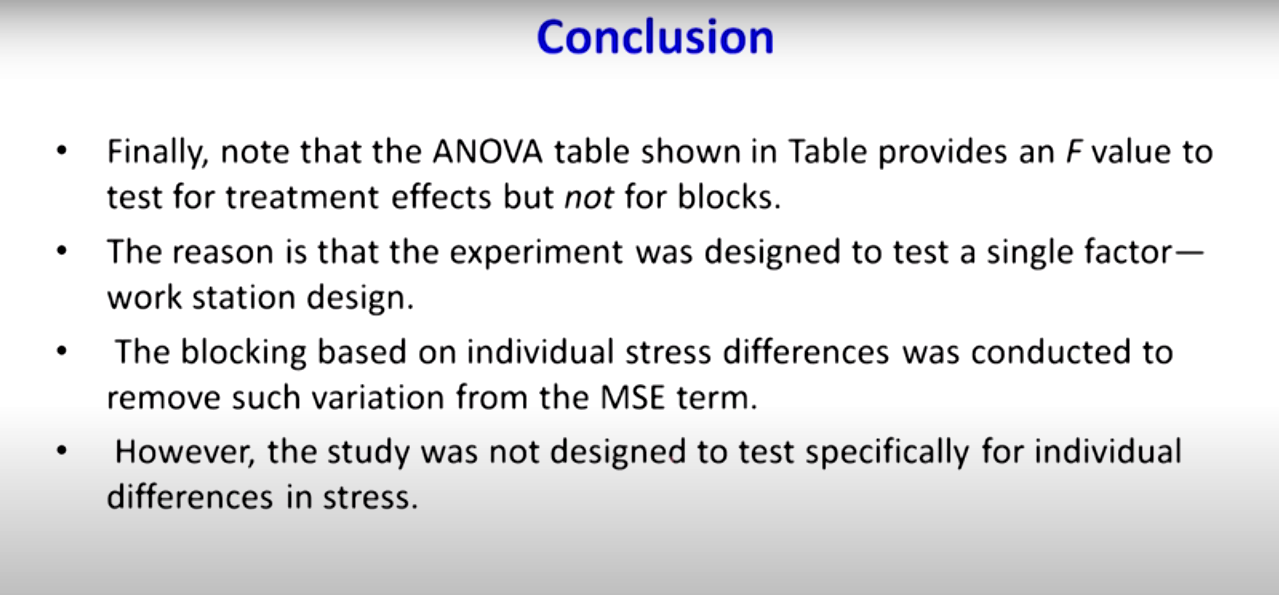 Conclusion
• Finally, note that the ANOVA table shown in Table provides an F value to
test for treatment effects but not for blocks.
• The reason is that the experiment was designed to test a single factor—
work station design.
• The blocking based on individual stress differences was conducted to
remove such variation from the MSE term.
• However, the study was not designed to test specifically for individual
differences in stress.